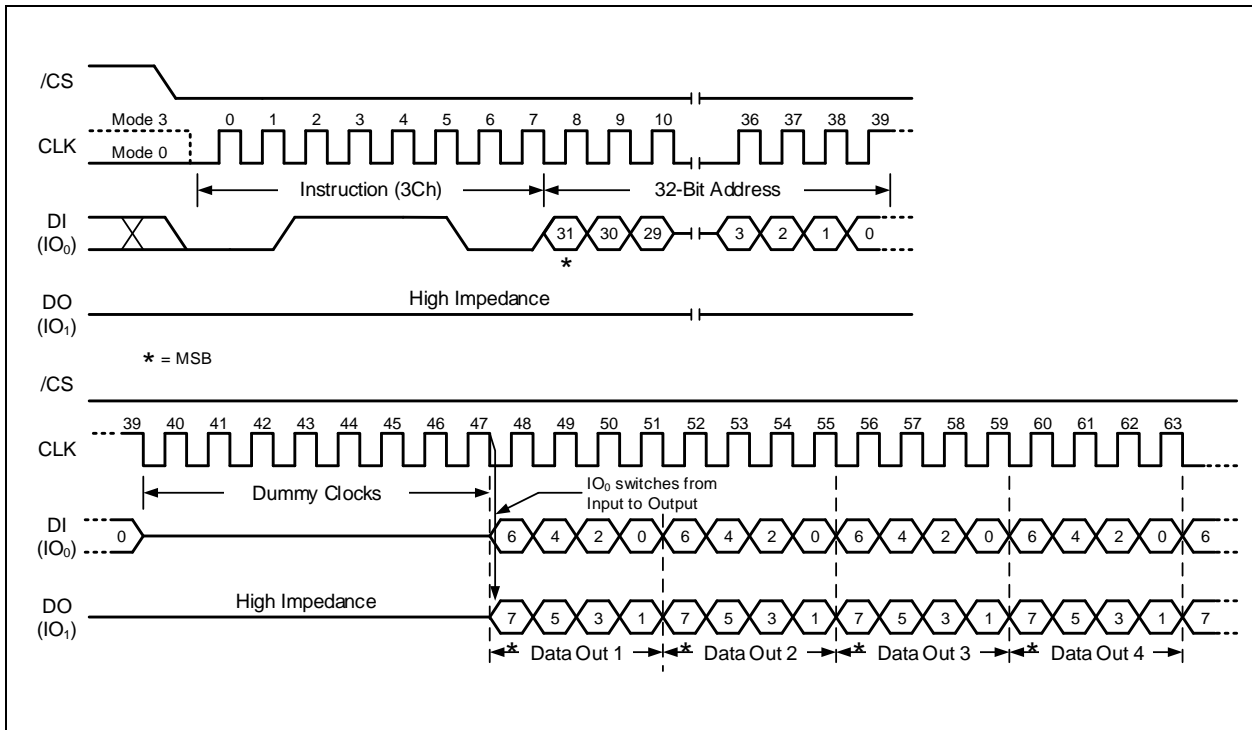 /CS
Mode 3
Mode 0
CLK
0 1 2 3 4 5 6 7 8 9 10 36 37 38 39
Instruction (3Ch)
32-Bit Address
DI
(IO₀)
31 30 29 3 2 1 0
*
DO
(IO₁)
High Impedance
* = MSB
/CS
CLK
39 40 41 42 43 44 45 46 47 48 49 50 51 52 53 54 55 56 57 58 59 60 61 62 63
Dummy Clocks
IO₀ switches from
Input to Output
DI
(IO₀)
0 6 4 2 0 6 4 2 0 6 4 2 0 6 4 2 0 6
DO
(IO₁)
High Impedance
7 5 3 1 7 5 3 1 7 5 3 1 7 5 3 1 7
* Data Out 1 * Data Out 2 * Data Out 3 * Data Out 4